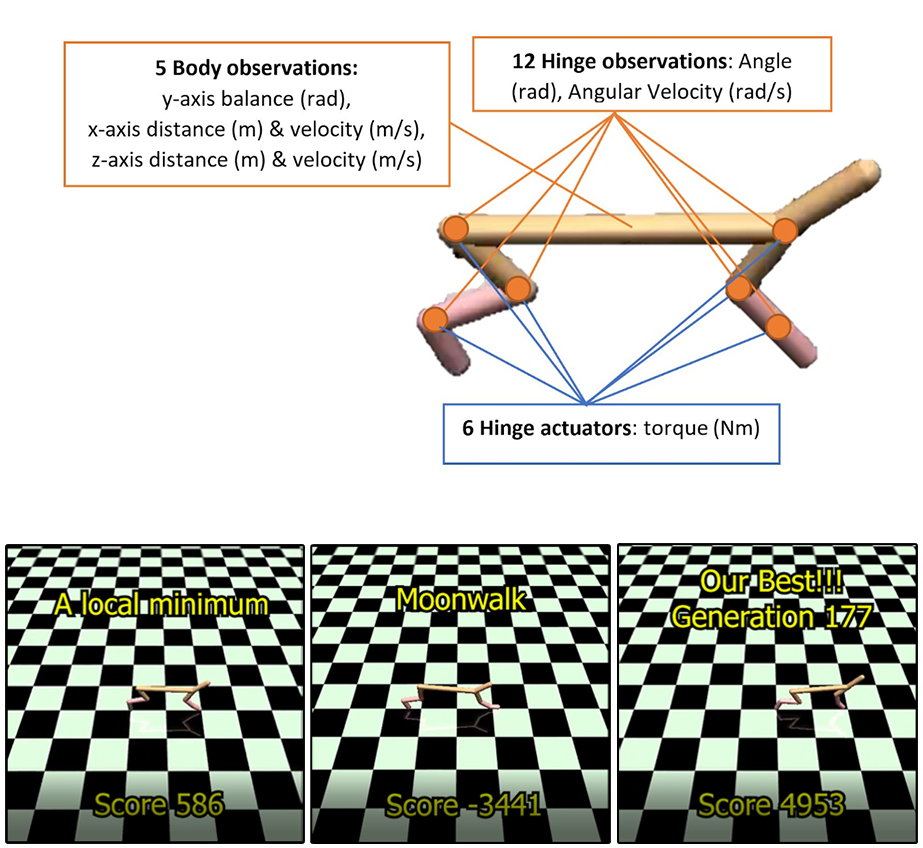 5 Body observations:
y-axis balance (rad),
x-axis distance (m) & velocity (m/s),
z-axis distance (m) & velocity (m/s)
12 Hinge observations: Angle
(rad), Angular Velocity (rad/s)
6 Hinge actuators: torque (Nm)
A local minimum
Score 586
Moonwalk
Score -3441
Our Best!!!
Generation 177
Score 4953